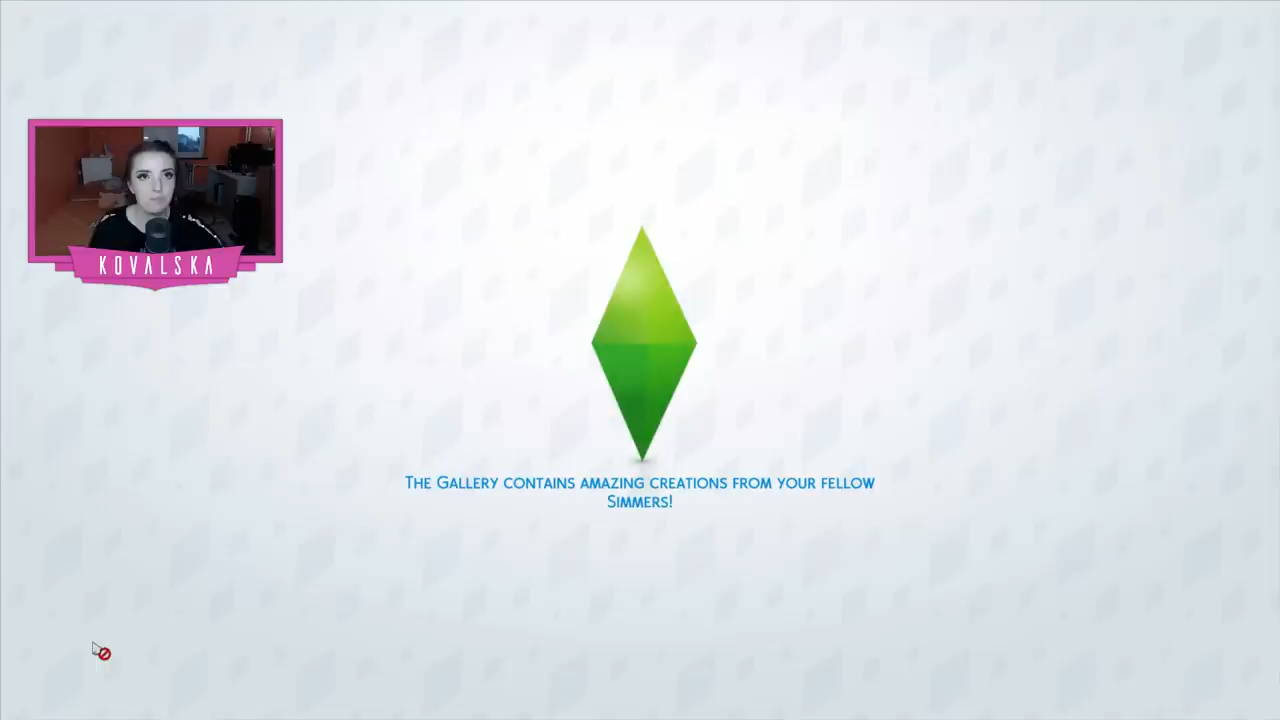 KOVALSKA
THE GALLERY CONTAINS AMAZING CREATIONS FROM YOUR FELLOW
SIMMERS!